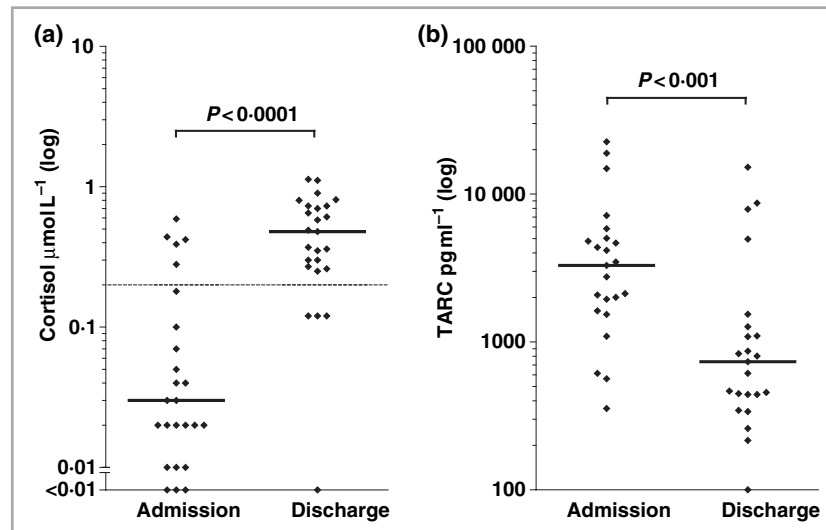 (a)
10
1
0·1
0·01
<0·01
Cortisol μmol L−1 (log)
P < 0·0001
Admission
Discharge
(b)
100 000
10 000
1000
100
TARC pg ml−1 (log)
P < 0·001
Admission
Discharge